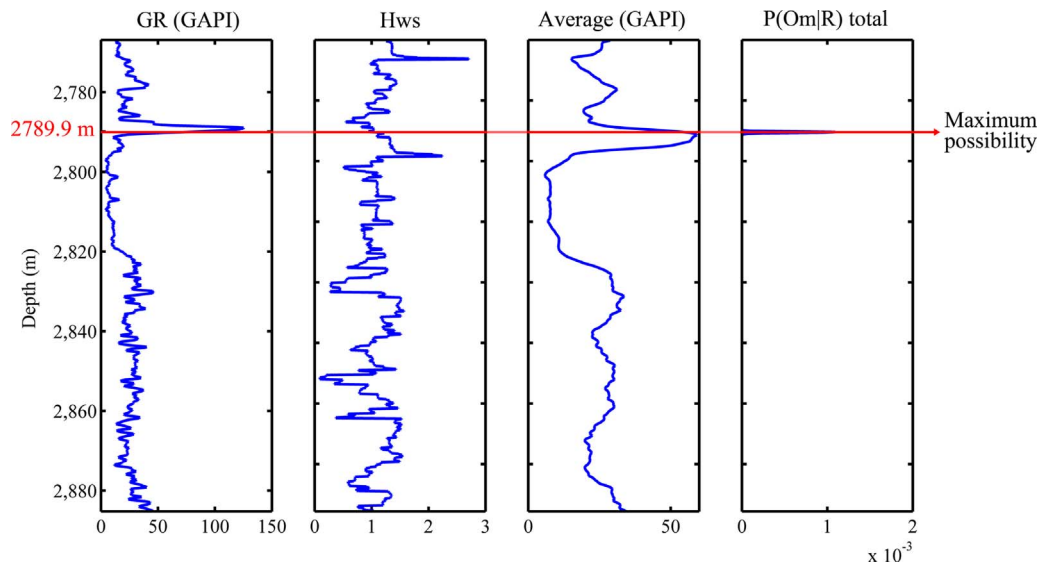 GR (GAPI)
Hws
Average (GAPI)
P(Om|R) total
2,780
2789.9 m
Maximum
possibility
2,800
2,820
Depth (m)
2,840
2,860
2,880
0 50 100 150
0 1 2 3
0 50
0 1 2
x 10-3